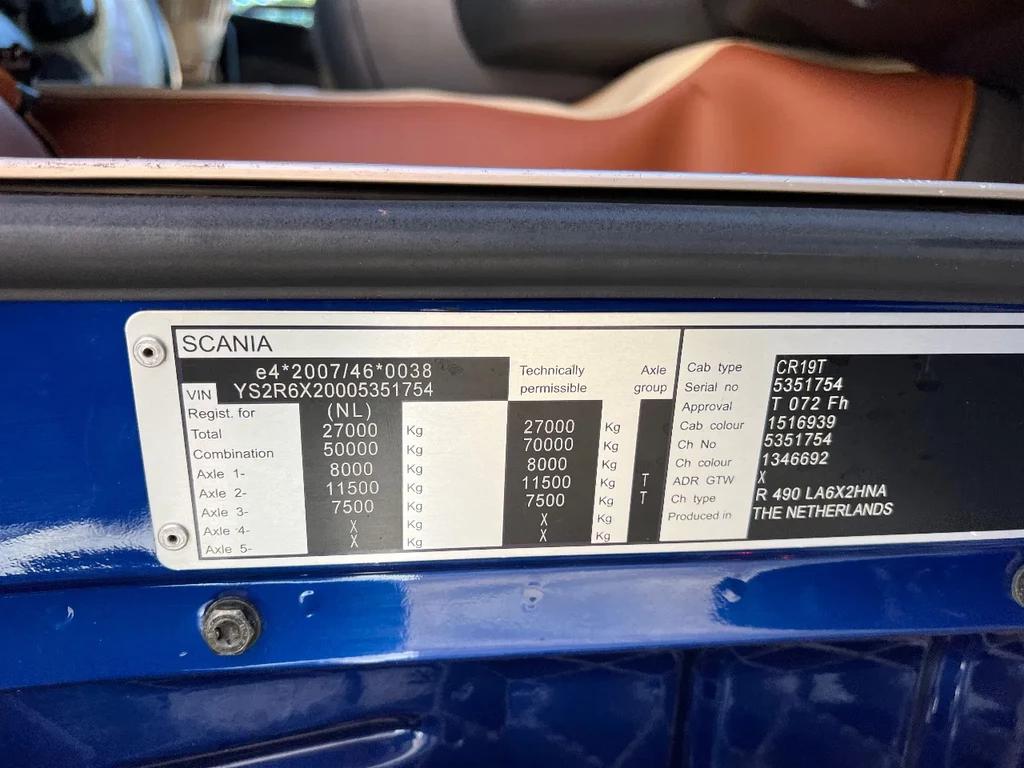 SCANIA
e4*2007/46*0038
VIN YS2R6X20005351754
Regist. for (NL)
Total 27000 Kg
Combination 50000 Kg
Axle 1- 8000 Kg
Axle 2- 11500 Kg
Axle 3- 7500 Kg
Axle 4- X Kg
Axle 5- X Kg
Technically permissible
Axle group
27000 Kg
70000 Kg
8000 Kg
11500 Kg T
7500 Kg T
X Kg
X Kg
Cab type CR19T
Serial no 5351754
Approval T 072 Fh
Cab colour 1516939
Ch No 5351754
Ch colour 1346692
ADR GTW X
Ch type R 490 LA6X2HNA
Produced in THE NETHERLANDS